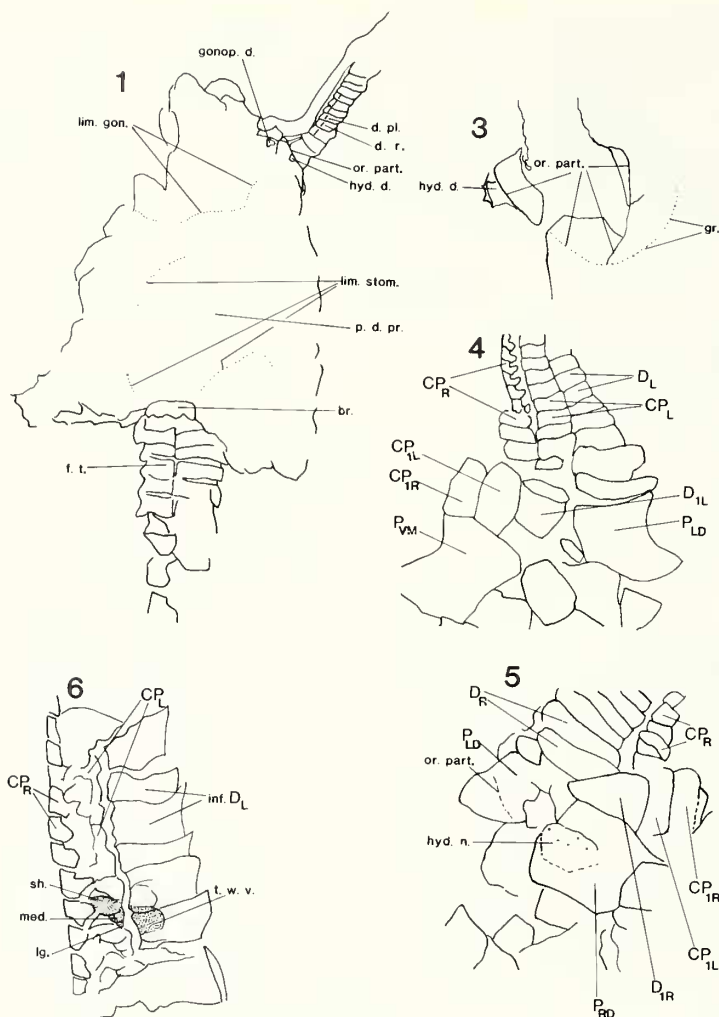 1
gonop. d.
lim. gon.
d. pl.
d. r.
or. part.
hyd. d.
lim. stom.
p. d. pr.
br.
f. t.
3
or. part.
hyd. d.
gr.
4
CP_R
D_L
CP_L
CP_1L
CP_1R
P_VM
D_1L
P_LD
6
CP_L
CP_R
inf. D_L
sh.
med.
lg.
t. w. v.
5
D_R
P_LD
or. part.
CP_R
hyd. n.
CP_1R
CP_1L
D_1R
P_RD